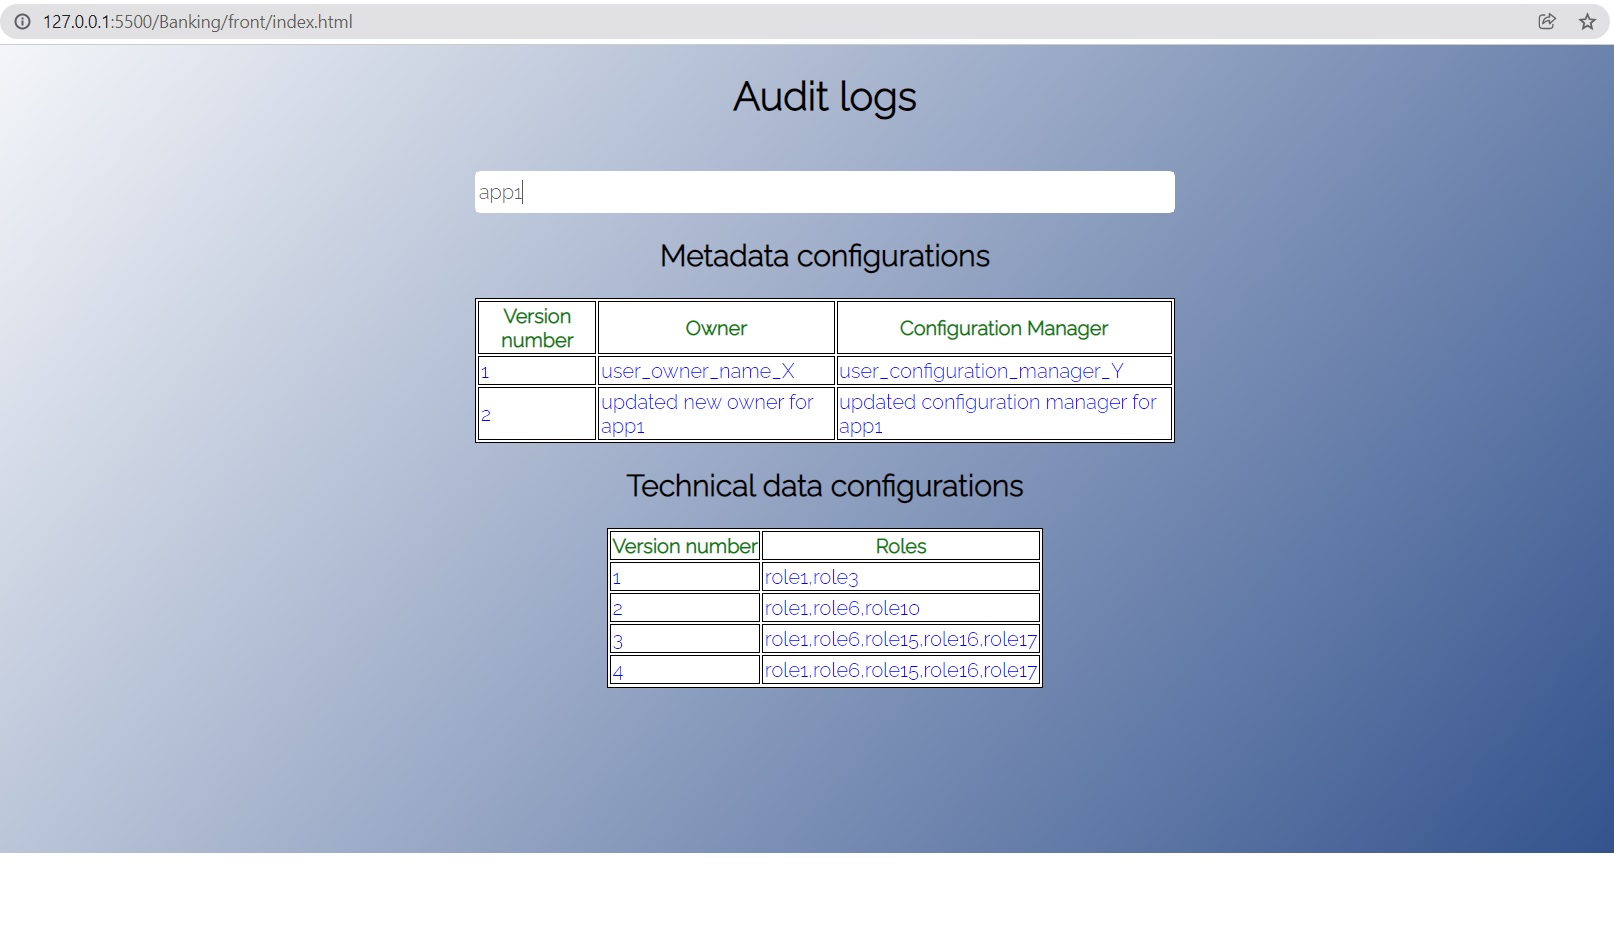 127.0.0.1:5500/Banking/front/index.html
Audit logs
app1
Metadata configurations
Version number Owner Configuration Manager
1 user_owner_name_X user_configuration_manager_Y
2 updated new owner for app1 updated configuration manager for app1
Technical data configurations
Version number Roles
1 role1,role3
2 role1,role6,role10
3 role1,role6,role15,role16,role17
4 role1,role6,role15,role16,role17